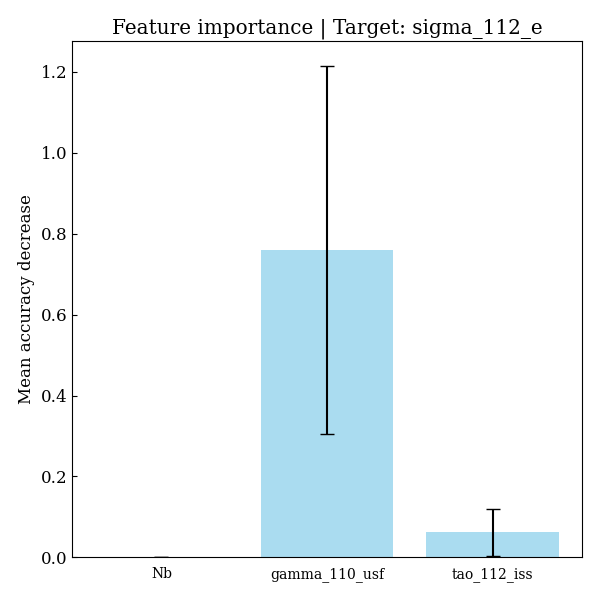 Feature importance | Target: sigma_112_e
Mean accuracy decrease
1.2
1.0
0.8
0.6
0.4
0.2
0.0
Nb
gamma_110_usf
tao_112_iss